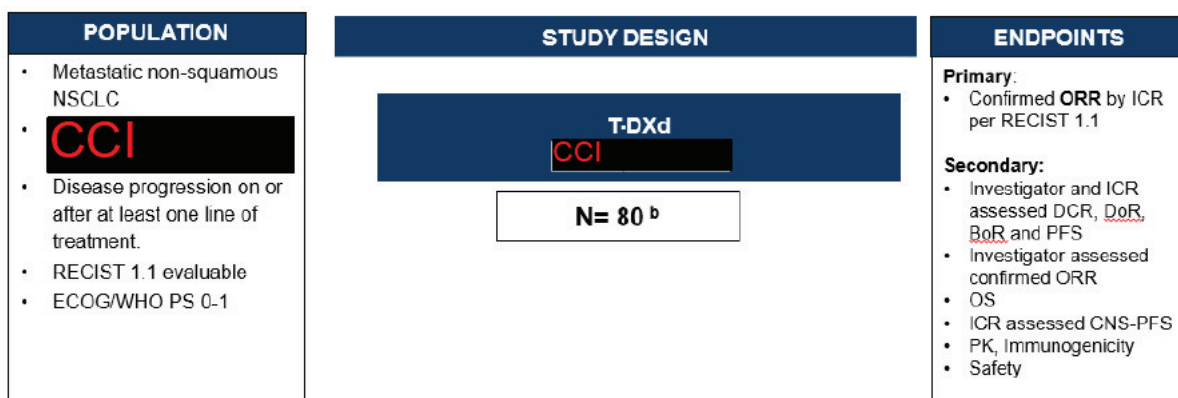 POPULATION
• Metastatic non-squamous
NSCLC
• CCI
• Disease progression on or
after at least one line of
treatment.
• RECIST 1.1 evaluable
• ECOG/WHO PS 0-1
STUDY DESIGN
T-DXd
CCI
N= 80 b
ENDPOINTS
Primary:
• Confirmed ORR by ICR
per RECIST 1.1
Secondary:
• Investigator and ICR
assessed DCR, DoR,
BoR and PFS
• Investigator assessed
confirmed ORR
• OS
• ICR assessed CNS-PFS
• PK, Immunogenicity
• Safety